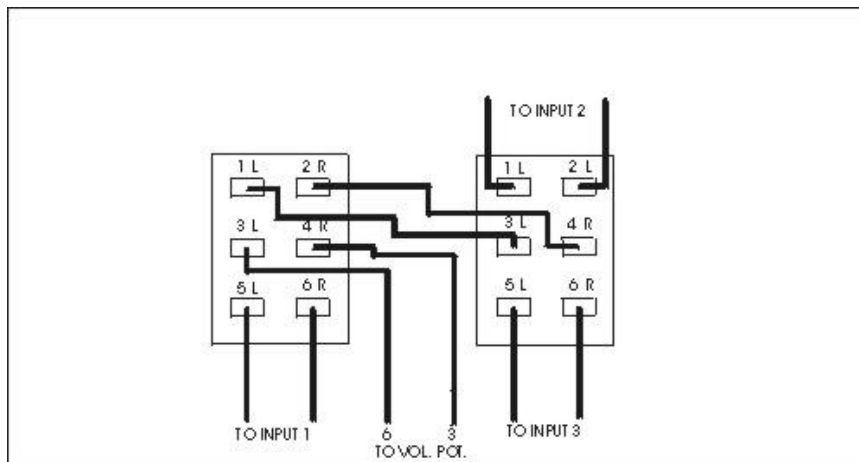 TO INPUT 2
1 L 2 R
1 L 2 L
3 L 4 R
3 L 4 R
5 L 6 R
5 L 6 R
TO INPUT 1
6 3
TO VOL. POT.
TO INPUT 3